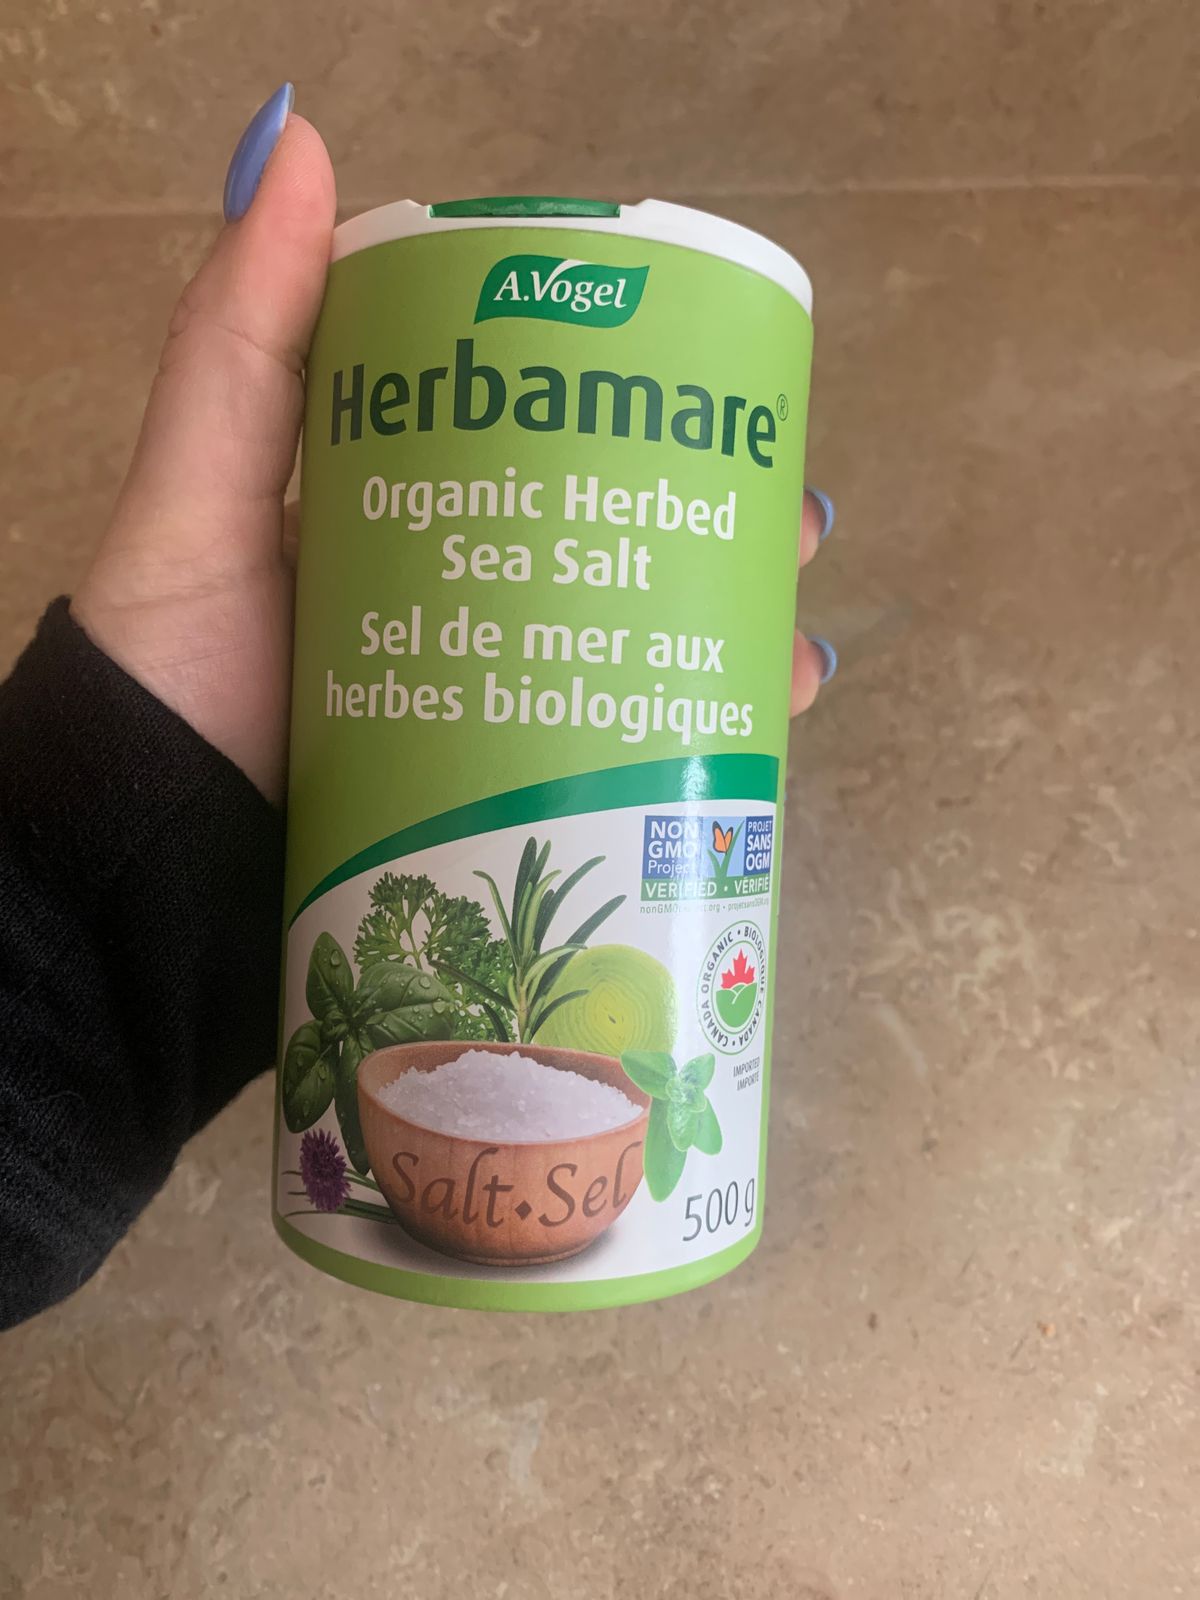 A.Vogel
Herbamare®
Organic Herbed
Sea Salt
Sel de mer aux
herbes biologiques
NON
GMO
Project
PROJET
SANS
OGM
VERIFIED • VÉRIFIÉ
CANADA ORGANIC • BIOLOGIQUE CANADA •
IMPORTED
IMPORTÉ
Salt⬩Sel
500 g